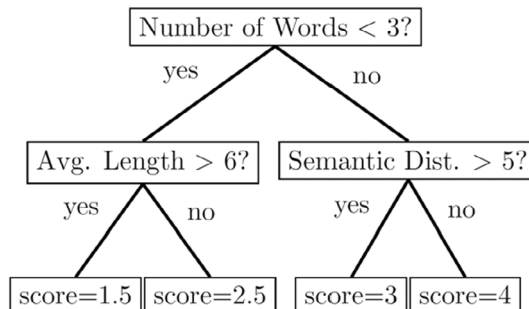 Number of Words < 3?
yes
no
Avg. Length > 6?
Semantic Dist. > 5?
yes
no
yes
no
score=1.5
score=2.5
score=3
score=4